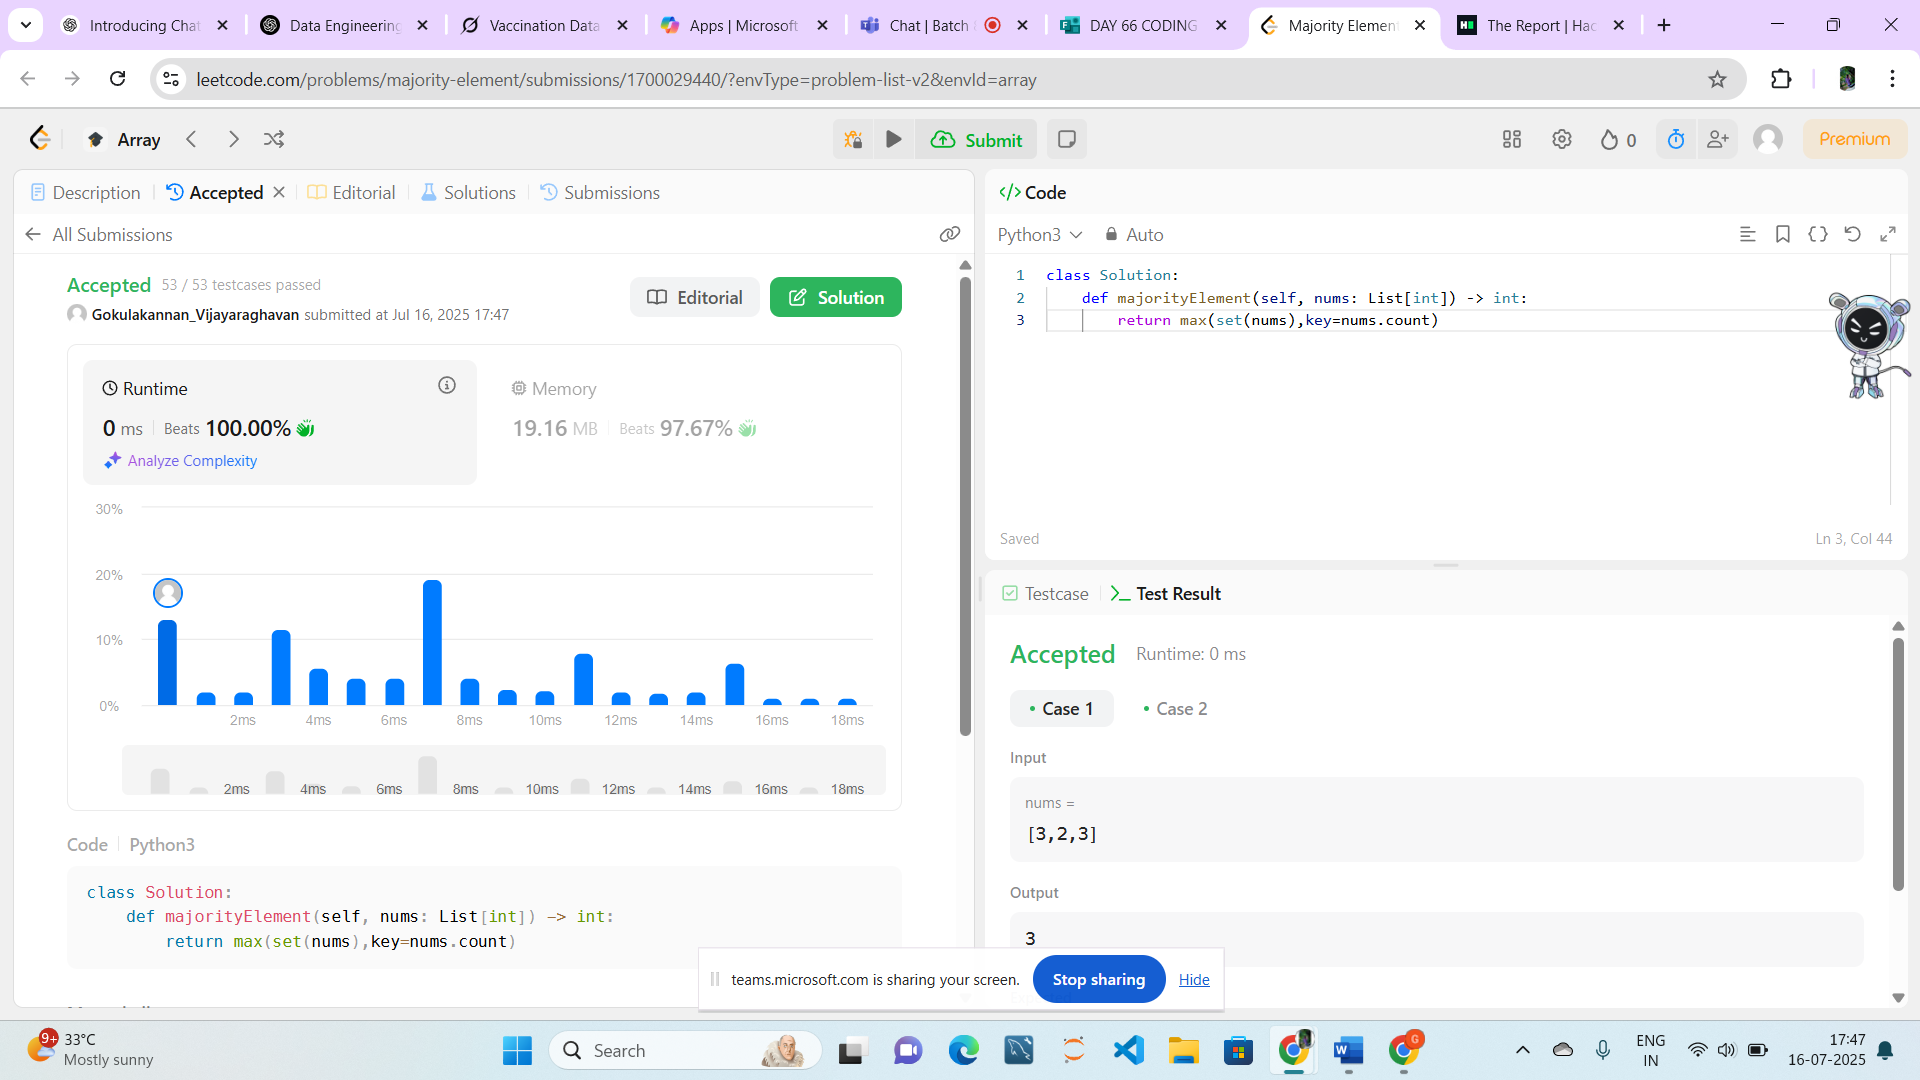 Introducing Chat
Data Engineering
Vaccination Data
Apps | Microsoft
Chat | Batch
DAY 66 CODING
Majority Element
The Report | Hac
leetcode.com/problems/majority-element/submissions/1700029440/?envType=problem-list-v2&envId=array
Array
Submit
0
Premium
Description
Accepted
Editorial
Solutions
Submissions
All Submissions
Accepted 53 / 53 testcases passed
Gokulakannan_Vijayaraghavan submitted at Jul 16, 2025 17:47
Editorial
Solution
Runtime
0 ms Beats 100.00%
Analyze Complexity
Memory
19.16 MB Beats 97.67%
30%
20%
10%
0%
2ms 4ms 6ms 8ms 10ms 12ms 14ms 16ms 18ms
2ms 4ms 6ms 8ms 10ms 12ms 14ms 16ms 18ms
Code Python3
class Solution:
    def majorityElement(self, nums: List[int]) -> int:
        return max(set(nums),key=nums.count)
</> Code
Python3 Auto
1 class Solution:
2     def majorityElement(self, nums: List[int]) -> int:
3         return max(set(nums),key=nums.count)
Saved
Ln 3, Col 44
Testcase
Test Result
Accepted Runtime: 0 ms
Case 1
Case 2
Input
nums =
[3,2,3]
Output
3
teams.microsoft.com is sharing your screen.
Stop sharing
Hide
9+
33°C
Mostly sunny
Search
G
ENG
IN
17:47
16-07-2025